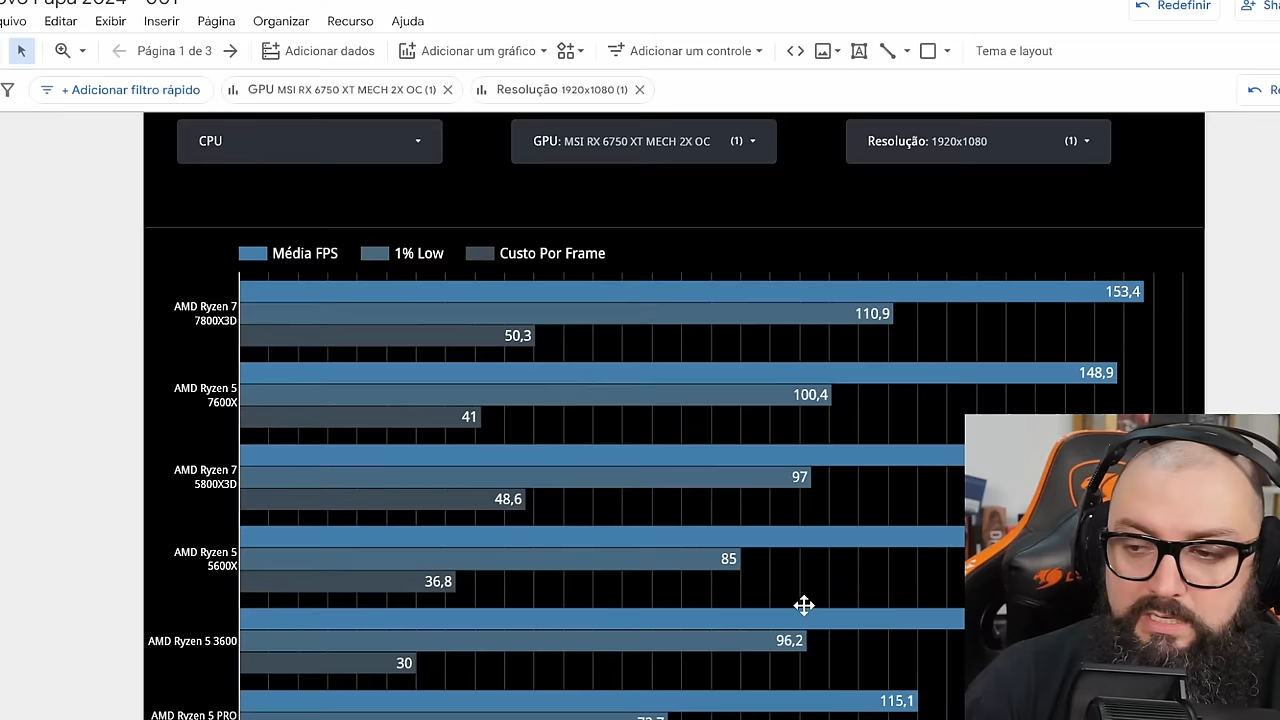 Editar Exibir Inserir Página Organizar Recurso Ajuda
Redefinir
Página 1 de 3 Adicionar dados Adicionar um gráfico Adicionar um controle Tema e layout
+ Adicionar filtro rápido GPU MSI RX 6750 XT MECH 2X OC (1) Resolução 1920x1080 (1)
CPU GPU: MSI RX 6750 XT MECH 2X OC (1) Resolução: 1920x1080 (1)
Média FPS 1% Low Custo Por Frame
153,4
AMD Ryzen 7
7800X3D
110,9
50,3
148,9
AMD Ryzen 5
7600X
100,4
41
AMD Ryzen 7
5800X3D
97
48,6
AMD Ryzen 5
5600X
85
36,8
AMD Ryzen 5 3600
96,2
30
115,1
AMD Ryzen 5 PRO